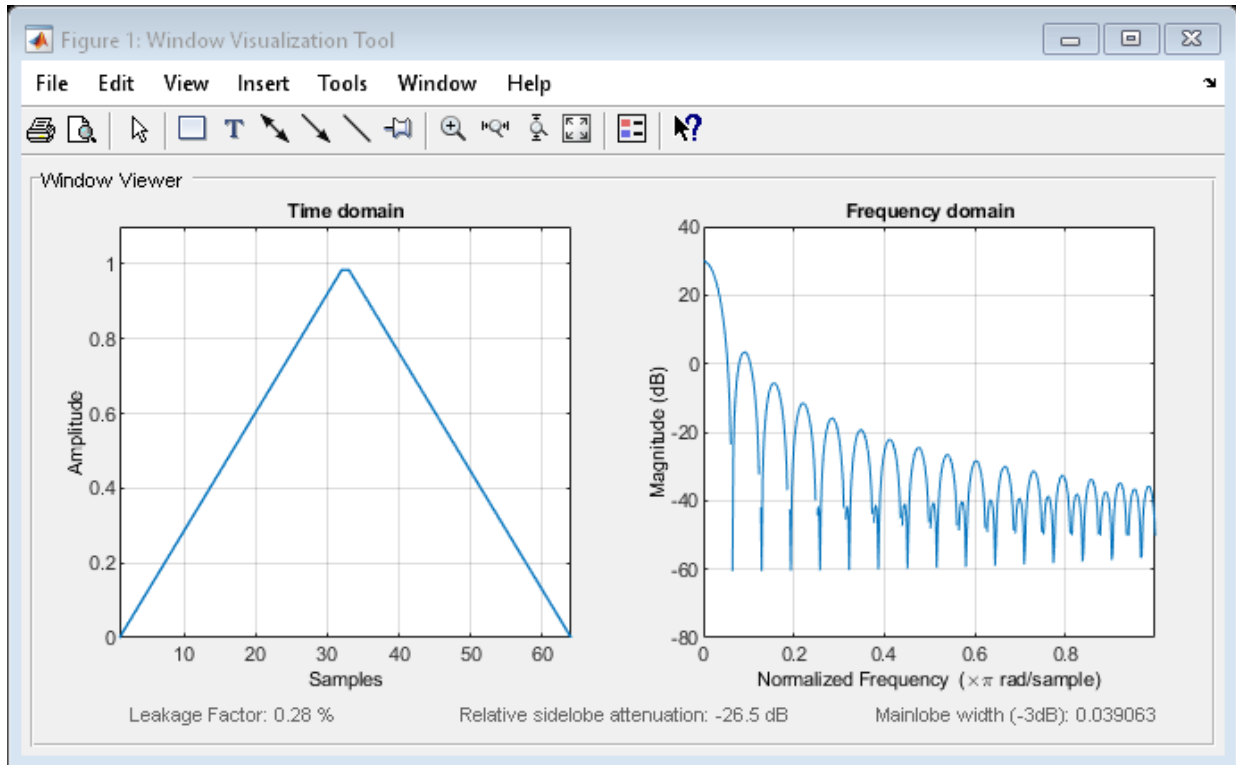 Figure 1: Window Visualization Tool
File Edit View Insert Tools Window Help
T
?
Window Viewer
Time domain
Amplitude
1
0.8
0.6
0.4
0.2
0
10 20 30 40 50 60
Samples
Frequency domain
Magnitude (dB)
40
20
0
-20
-40
-60
-80
0 0.2 0.4 0.6 0.8
Normalized Frequency (×π rad/sample)
Leakage Factor: 0.28 % Relative sidelobe attenuation: -26.5 dB Mainlobe width (-3dB): 0.039063